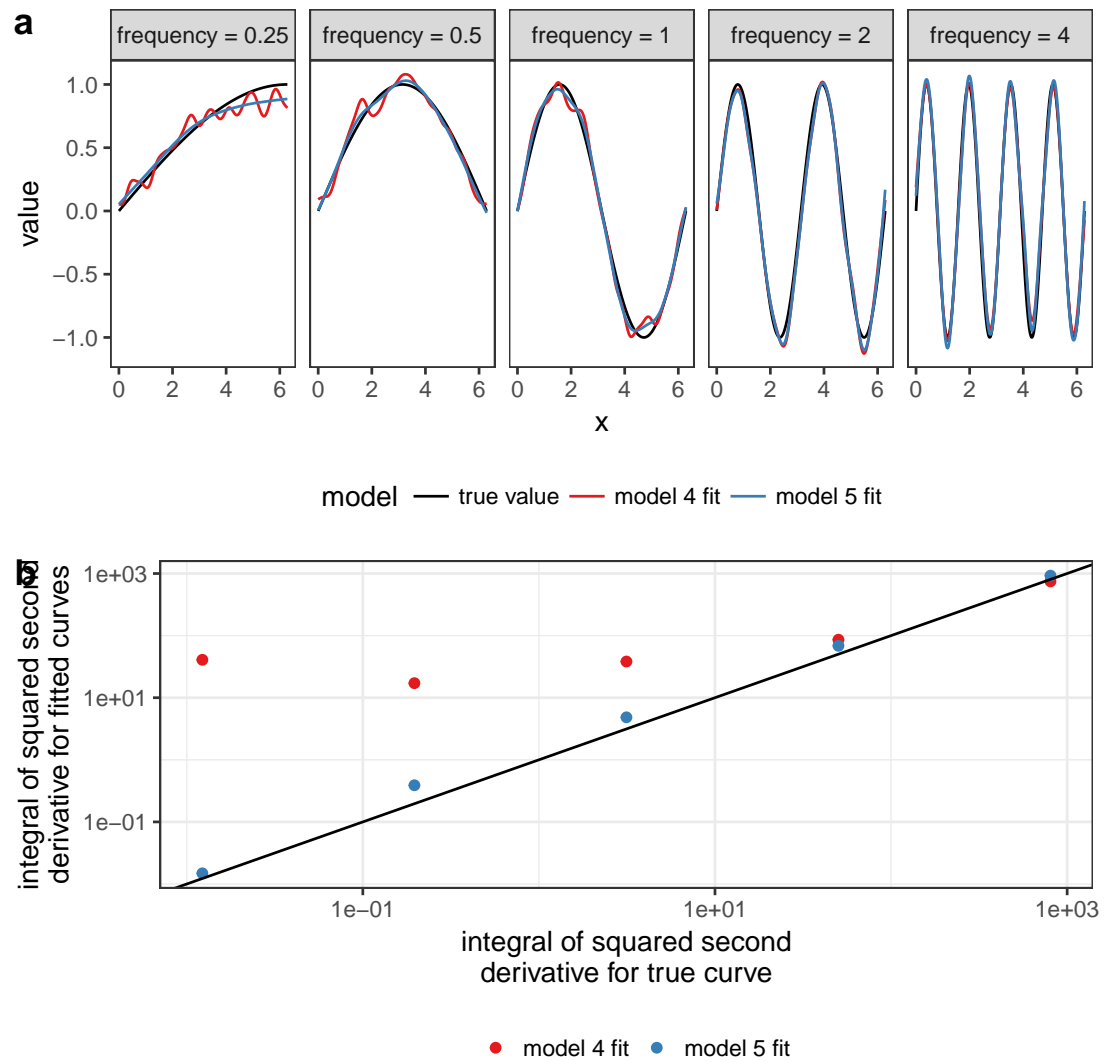 a
frequency = 0.25
frequency = 0.5
frequency = 1
frequency = 2
frequency = 4
value
1.0
0.5
0.0
−0.5
−1.0
0 2 4 6
0 2 4 6
0 2 4 6
0 2 4 6
0 2 4 6
x
model
true value
model 4 fit
model 5 fit
b
integral of squared second
derivative for fitted curves
1e+03
1e+01
1e−01
1e−01
1e+01
1e+03
integral of squared second
derivative for true curve
model 4 fit
model 5 fit